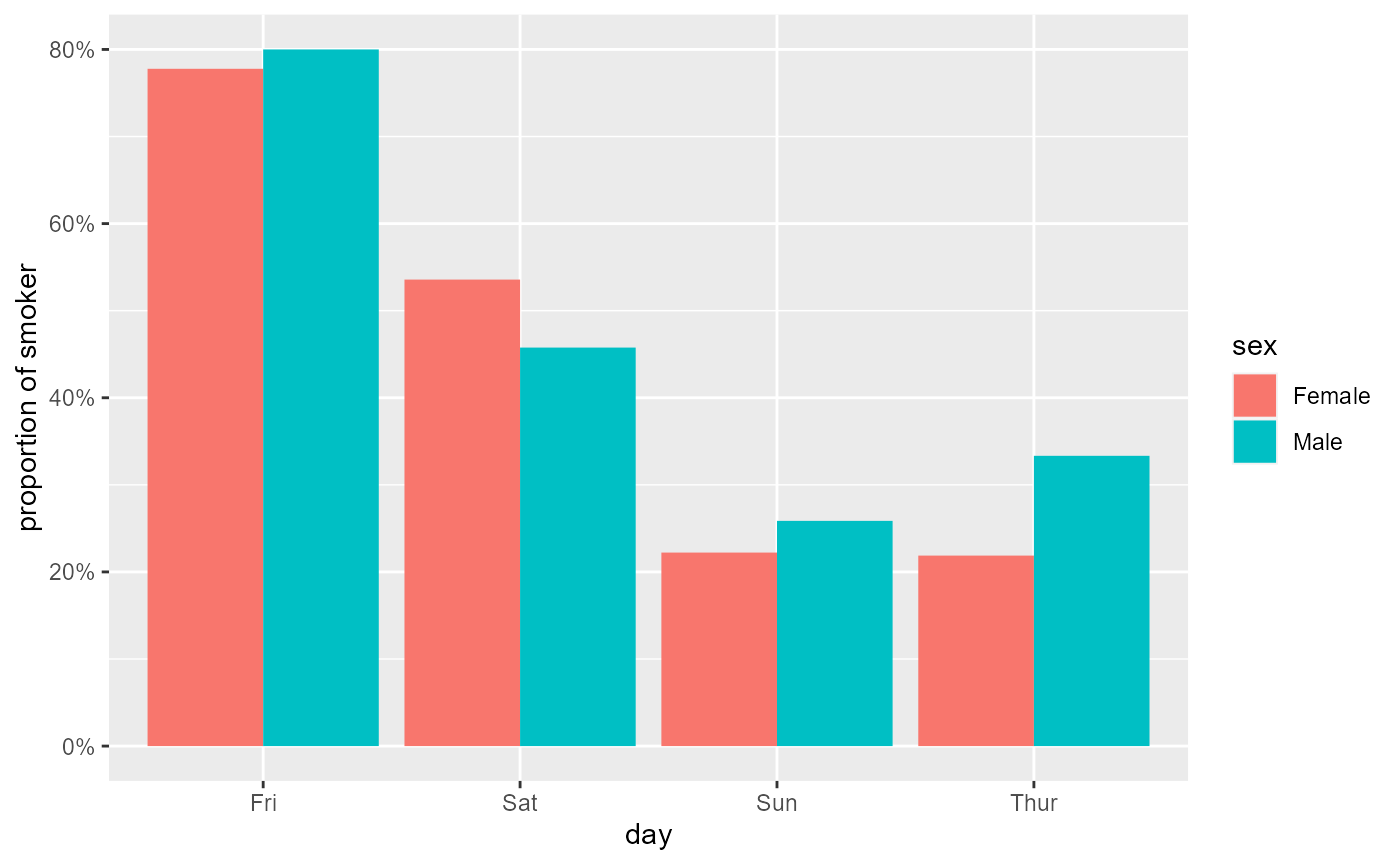 80%
60%
40%
20%
0%
proportion of smoker
Fri Sat Sun Thur
day
sex
Female
Male